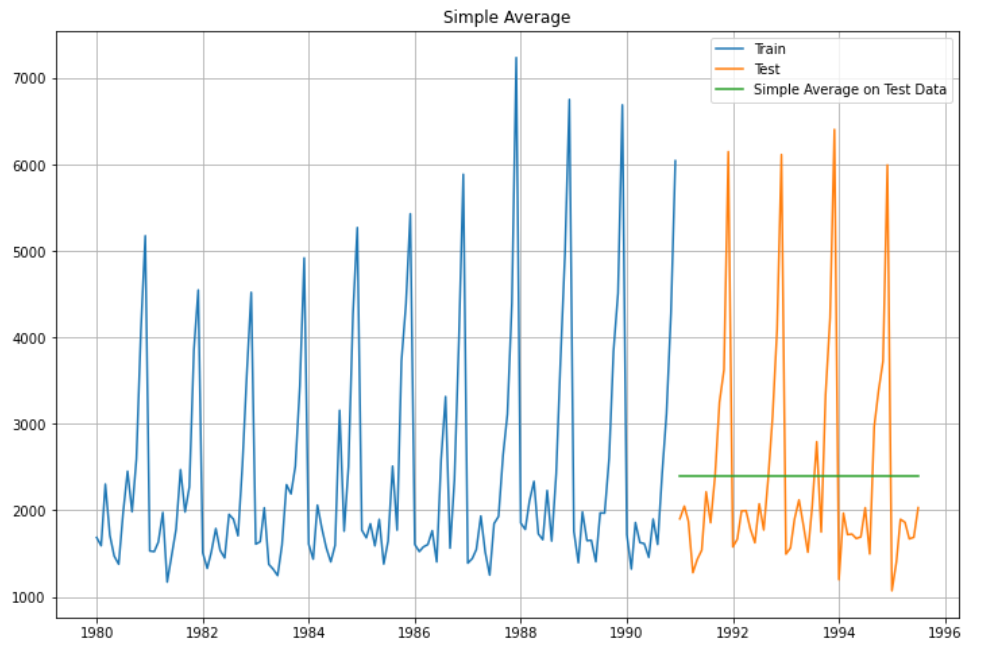 Simple Average
Train
Test
Simple Average on Test Data
7000
6000
5000
4000
3000
2000
1000
1980 1982 1984 1986 1988 1990 1992 1994 1996